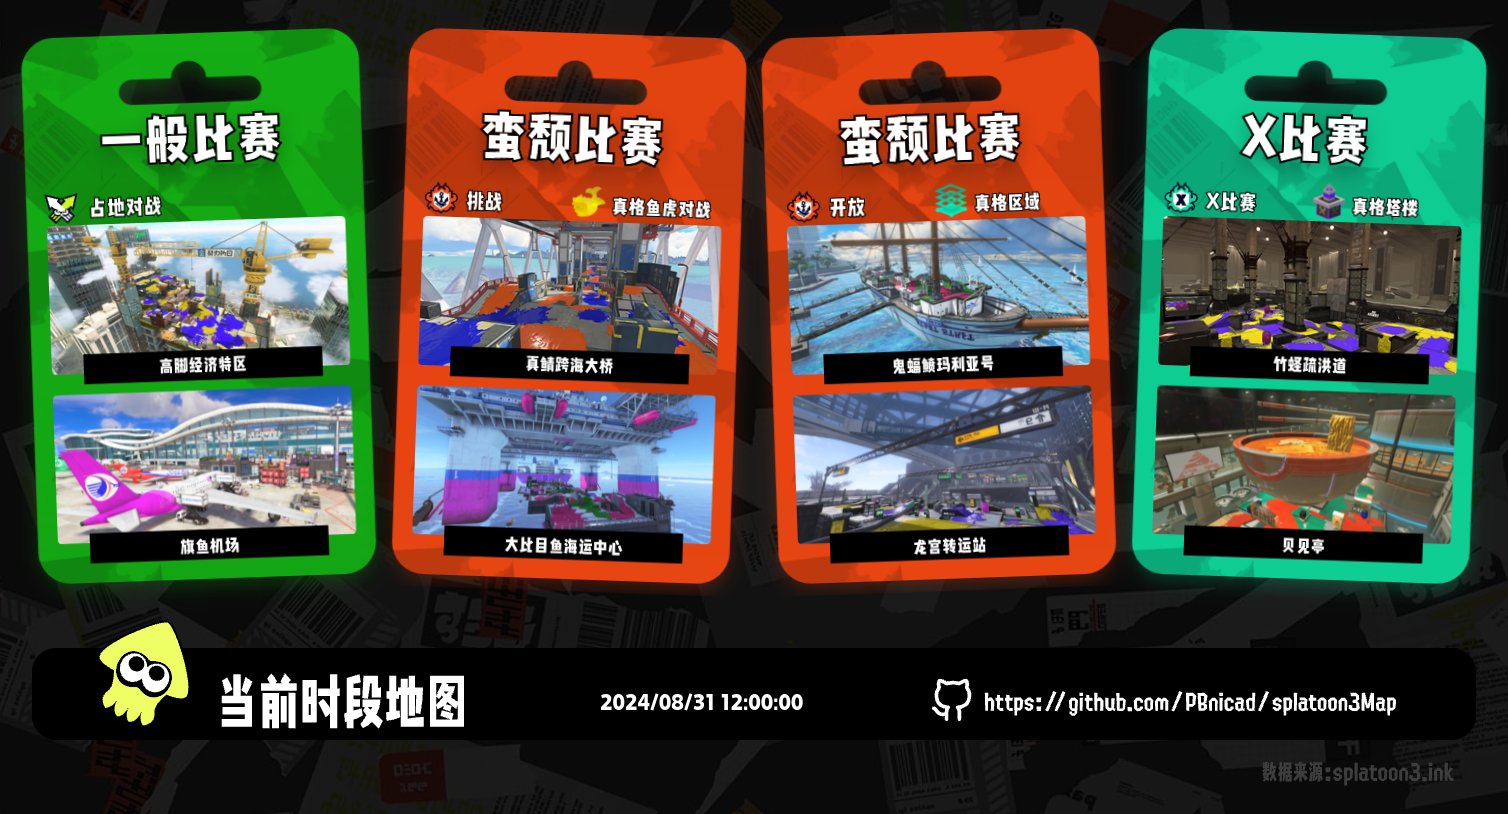 一般比赛
占地对战
高脚经济特区
旗鱼机场
蛮颓比赛
挑战
真格鱼虎对战
真鲭跨海大桥
大比目鱼海运中心
蛮颓比赛
开放
真格区域
鬼蝠鲼玛利亚号
龙宫转运站
X比赛
X比赛
真格塔楼
竹蛏疏洪道
贝见亭
当前时段地图
2024/08/31 12:00:00
https://github.com/PBnicad/splatoon3Map
数据来源:splatoon3.ink